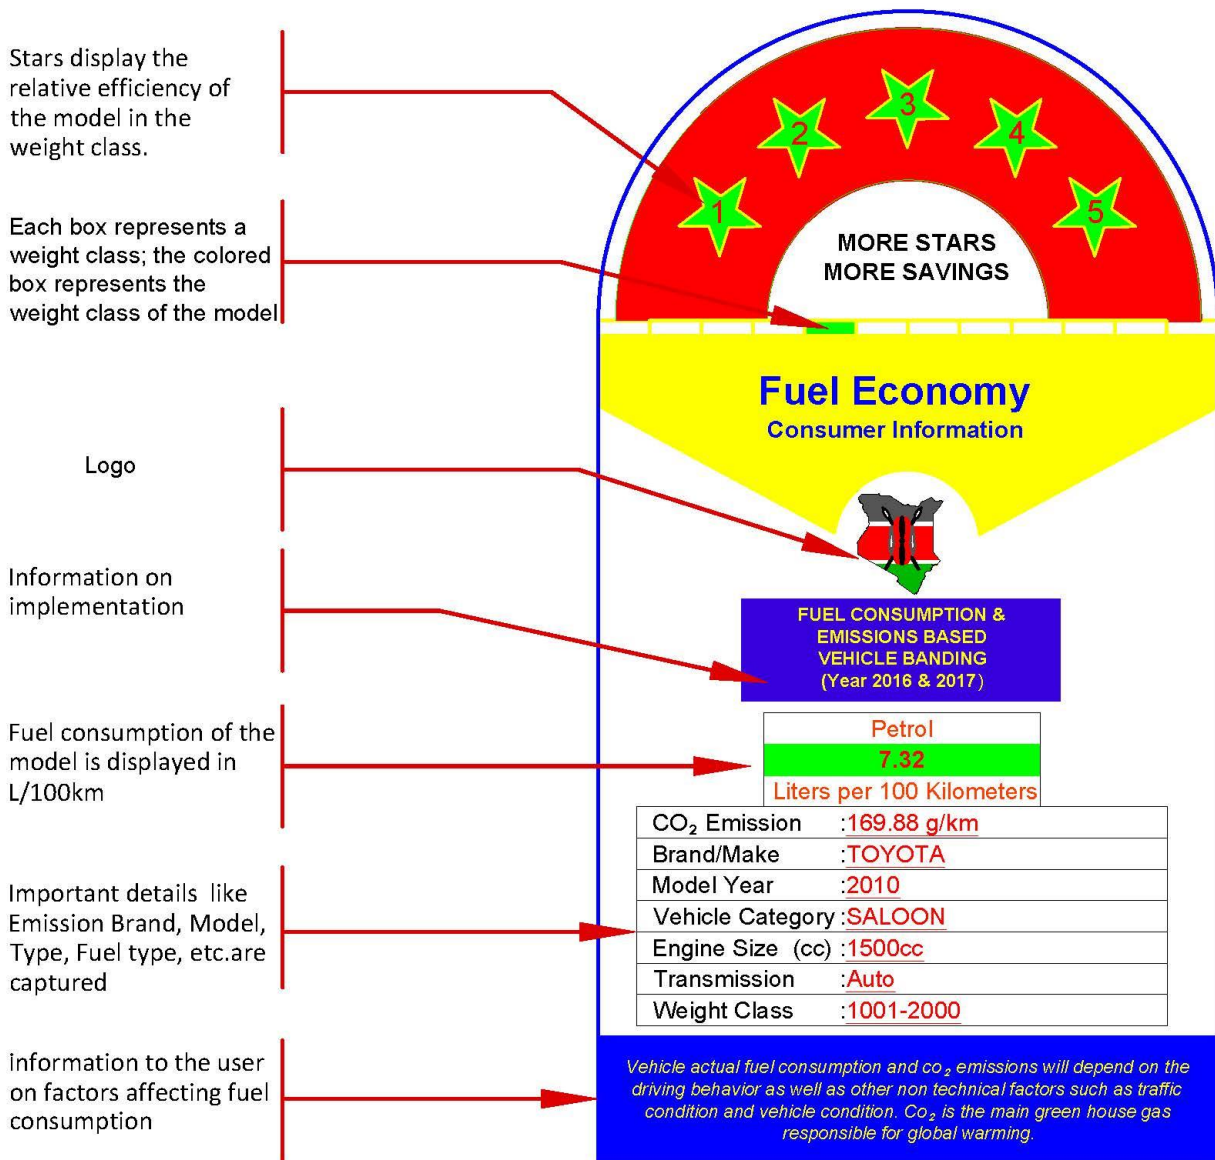 Stars display the
relative efficiency of
the model in the
weight class.
Each box represents a
weight class; the colored
box represents the
weight class of the model
Logo
Information on
implementation
Fuel consumption of the
model is displayed in
L/100km
Important details like
Emission Brand, Model,
Type, Fuel type, etc.are
captured
information to the user
on factors affecting fuel
consumption
1
2
3
4
5
MORE STARS
MORE SAVINGS
Fuel Economy
Consumer Information
FUEL CONSUMPTION &
EMISSIONS BASED
VEHICLE BANDING
(Year 2016 & 2017)
Petrol
7.32
Liters per 100 Kilometers
CO₂ Emission :169.88 g/km
Brand/Make :TOYOTA
Model Year :2010
Vehicle Category :SALOON
Engine Size (cc) :1500cc
Transmission :Auto
Weight Class :1001-2000
Vehicle actual fuel consumption and co₂ emissions will depend on the
driving behavior as well as other non technical factors such as traffic
condition and vehicle condition. Co₂ is the main green house gas
responsible for global warming.